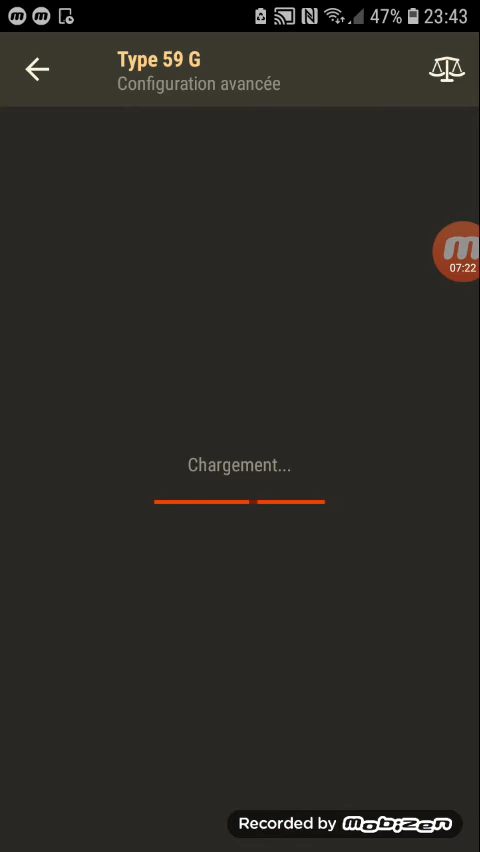 47% 23:43
Type 59 G
Configuration avancée
m
07:22
Chargement...
Recorded by mobizen